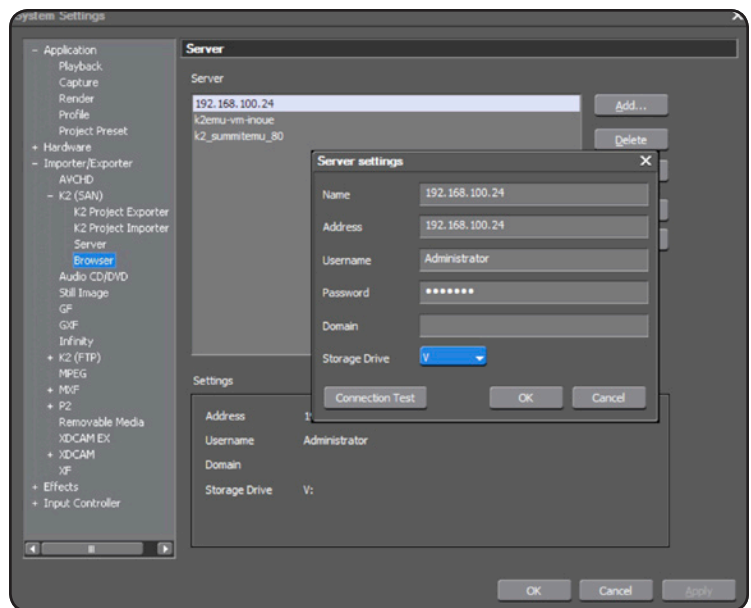 System Settings
- Application
Playback
Capture
Render
Profile
Project Preset
+ Hardware
- Importer/Exporter
AVCHD
- K2 (SAN)
K2 Project Exporter
K2 Project Importer
Server
Browser
Audio CD/DVD
Still Image
GF
GXF
Infinity
+ K2 (FTP)
MPEG
+ MXF
+ P2
Removable Media
XDCAM EX
+ XDCAM
XF
+ Effects
+ Input Controller
Server
Server
192.168.100.24
k2emu-vm-inoue
k2_summitemu_80
Add...
Delete
Server settings
Name 192.168.100.24
Address 192.168.100.24
Username Administrator
Password •••••••
Domain
Storage Drive V
Connection Test OK Cancel
Settings
Address
Username Administrator
Domain
Storage Drive V:
OK Cancel Apply